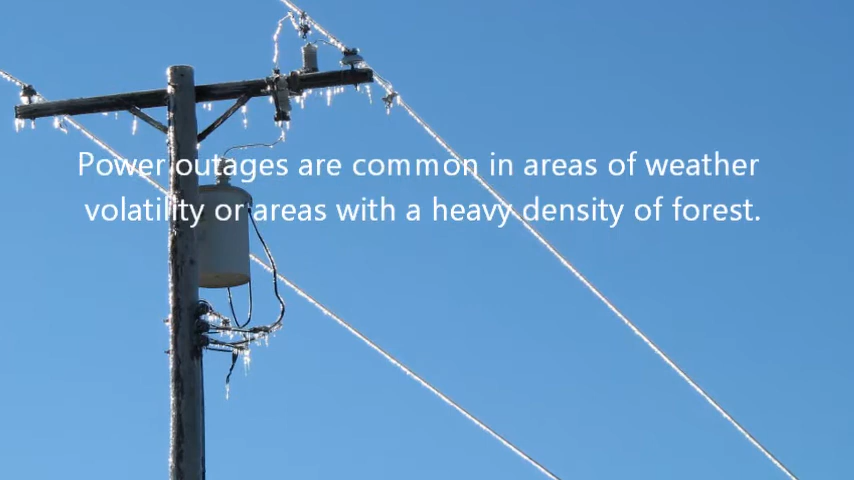 Power outages are common in areas of weather
volatility or areas with a heavy density of forest.